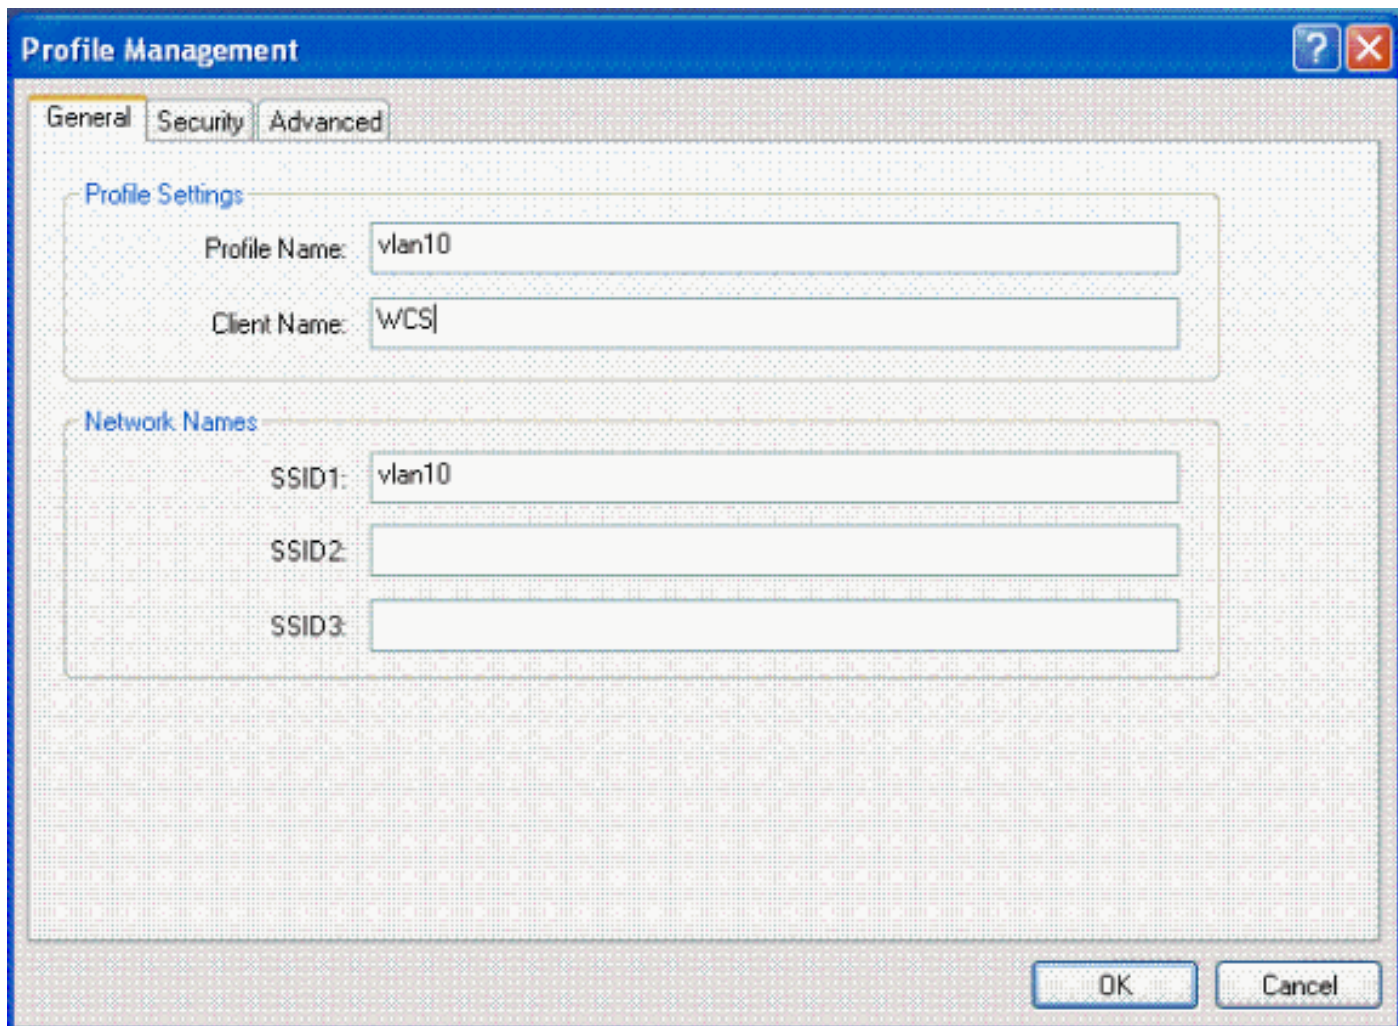 Profile Management
General Security Advanced
Profile Settings
Profile Name: vlan10
Client Name: WCS
Network Names
SSID1: vlan10
SSID2:
SSID3:
OK Cancel